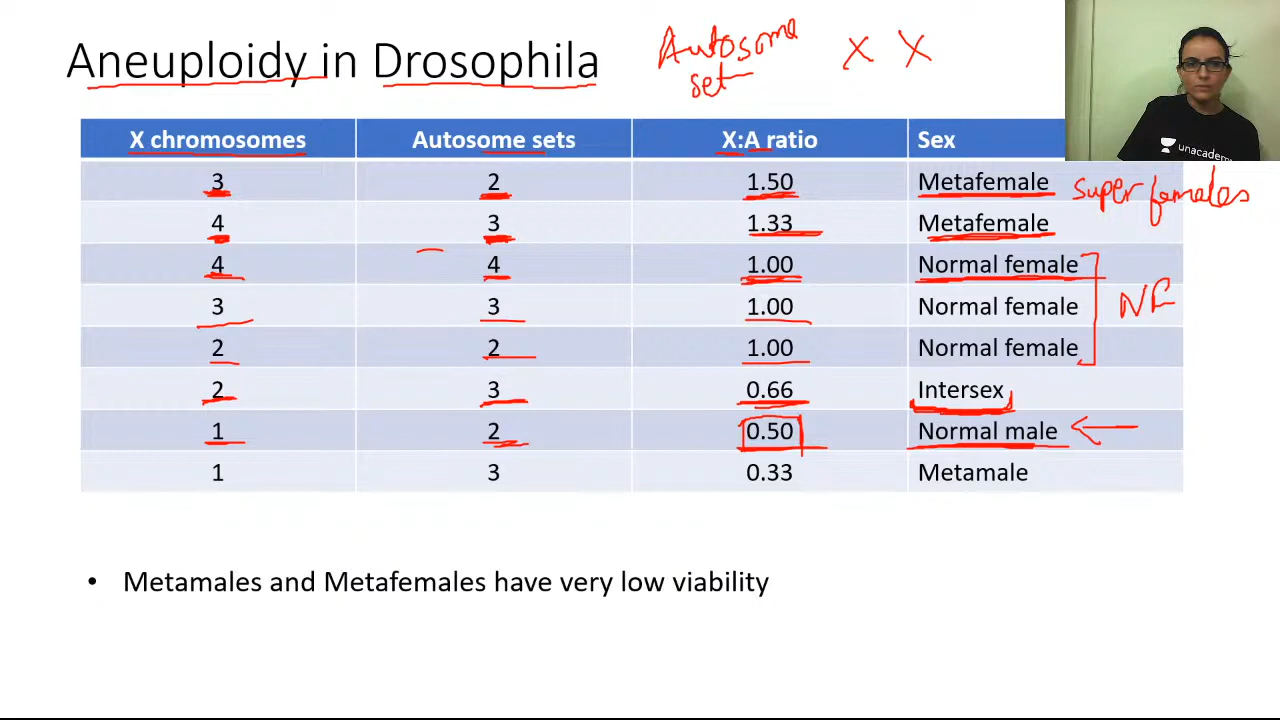 Aneuploidy in Drosophila
Autosome X X
set
unacademy
X chromosomes Autosome sets X:A ratio Sex
3 2 1.50 Metafemale super females
4 3 1.33 Metafemale
4 4 1.00 Normal female
3 3 1.00 Normal female NF
2 2 1.00 Normal female
2 3 0.66 Intersex
1 2 0.50 Normal male
1 3 0.33 Metamale
• Metamales and Metafemales have very low viability